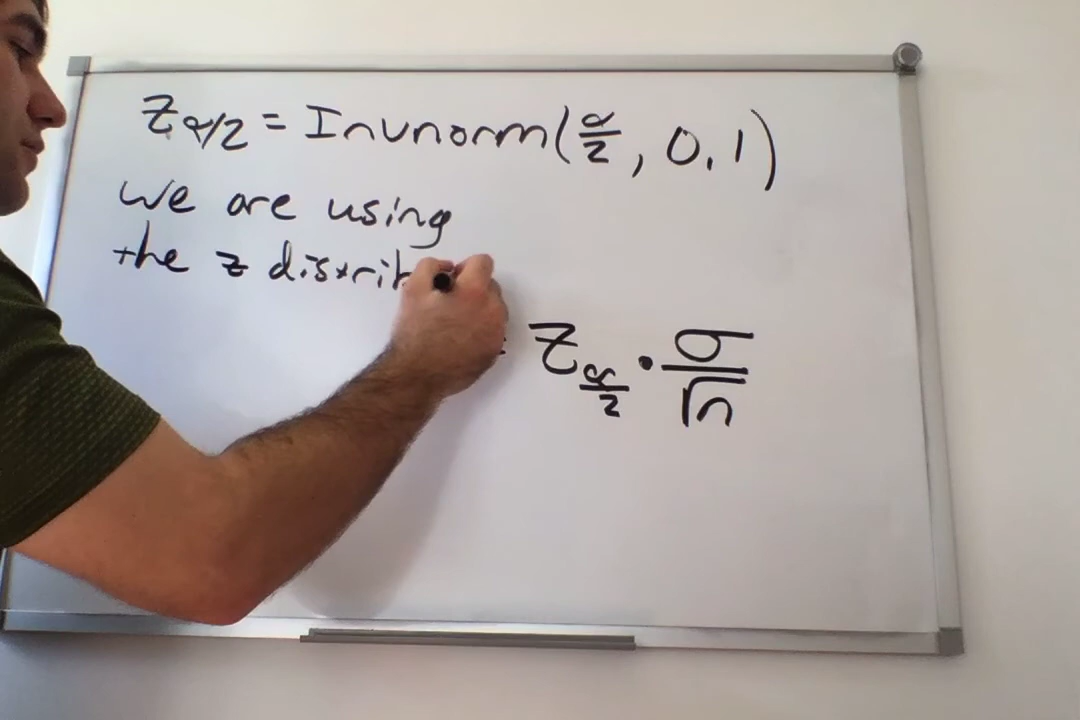 Zα/2 = Invnorm(α/2, 0, 1)
We are using
the z distrib
= Zα/2 · σ/√n